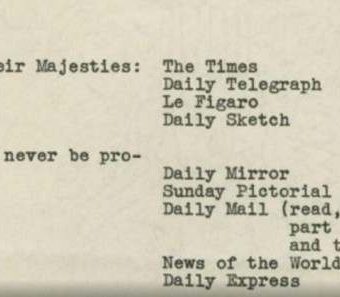 eir Majesties: The Times
Daily Telegraph
Le Figaro
Daily Sketch
never be pro-
Daily Mirror
Sunday Pictorial
Daily Mail (read,
part
and t
News of the World
Daily Express